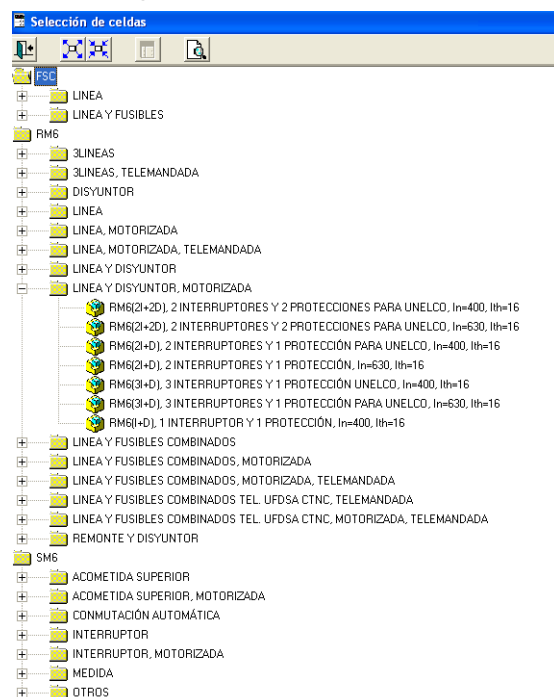 Selección de celdas
FSC
LINEA
LINEA Y FUSIBLES
RM6
3LINEAS
3LINEAS, TELEMANDADA
DISYUNTOR
LINEA
LINEA, MOTORIZADA
LINEA, MOTORIZADA, TELEMANDADA
LINEA Y DISYUNTOR
LINEA Y DISYUNTOR, MOTORIZADA
RM6(2I+2D), 2 INTERRUPTORES Y 2 PROTECCIONES PARA UNELCO, In=400, Ith=16
RM6(2I+2D), 2 INTERRUPTORES Y 2 PROTECCIONES PARA UNELCO, In=630, Ith=16
RM6(2I+D), 2 INTERRUPTORES Y 1 PROTECCIÓN PARA UNELCO, In=400, Ith=16
RM6(2I+D), 2 INTERRUPTORES Y 1 PROTECCIÓN, In=630, Ith=16
RM6(3I+D), 3 INTERRUPTORES Y 1 PROTECCIÓN UNELCO, In=400, Ith=16
RM6(3I+D), 3 INTERRUPTORES Y 1 PROTECCIÓN PARA UNELCO, In=630, Ith=16
RM6(I+D), 1 INTERRUPTOR Y 1 PROTECCIÓN, In=400, Ith=16
LINEA Y FUSIBLES COMBINADOS
LINEA Y FUSIBLES COMBINADOS, MOTORIZADA
LINEA Y FUSIBLES COMBINADOS, MOTORIZADA, TELEMANDADA
LINEA Y FUSIBLES COMBINADOS TEL. UFDSA CTNC, TELEMANDADA
LINEA Y FUSIBLES COMBINADOS TEL. UFDSA CTNC, MOTORIZADA, TELEMANDADA
REMONTE Y DISYUNTOR
SM6
ACOMETIDA SUPERIOR
ACOMETIDA SUPERIOR, MOTORIZADA
CONMUTACIÓN AUTOMÁTICA
INTERRUPTOR
INTERRUPTOR, MOTORIZADA
MEDIDA
OTROS